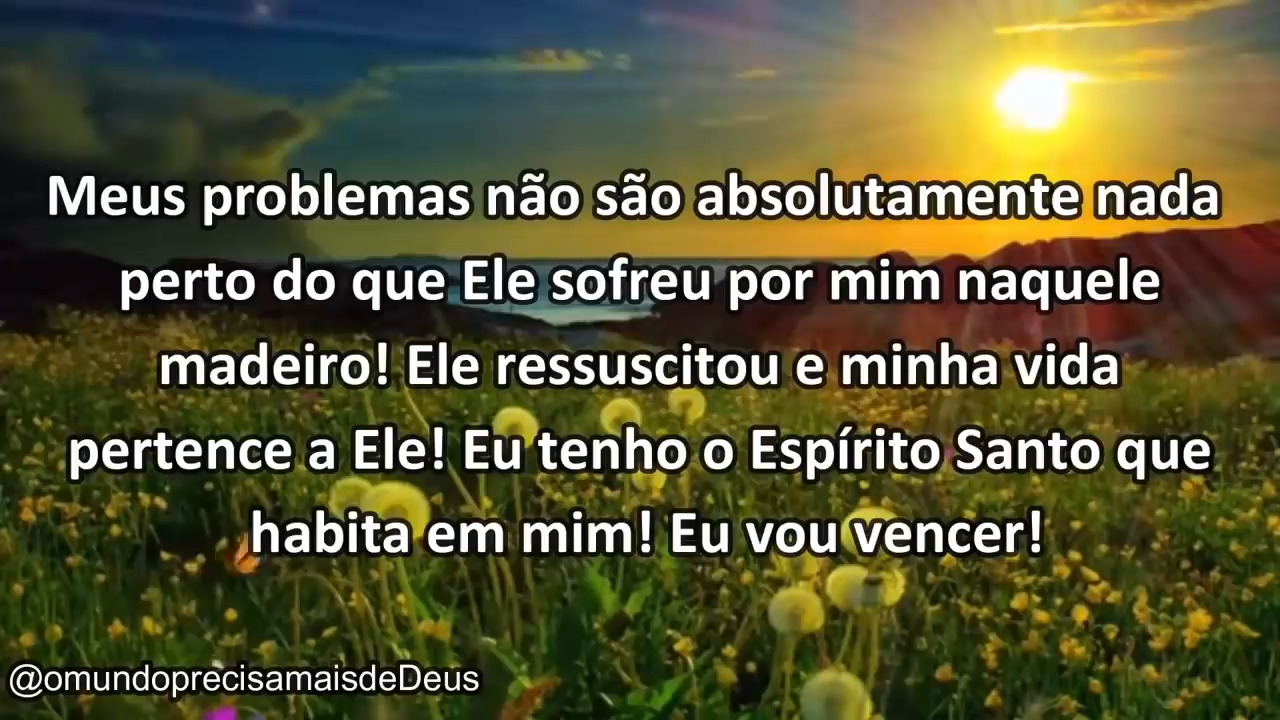 Meus problemas não são absolutamente nada
perto do que Ele sofreu por mim naquele
madeiro! Ele ressuscitou e minha vida
pertence a Ele! Eu tenho o Espírito Santo que
habita em mim! Eu vou vencer!
@omundoprecisamaisdeDeus